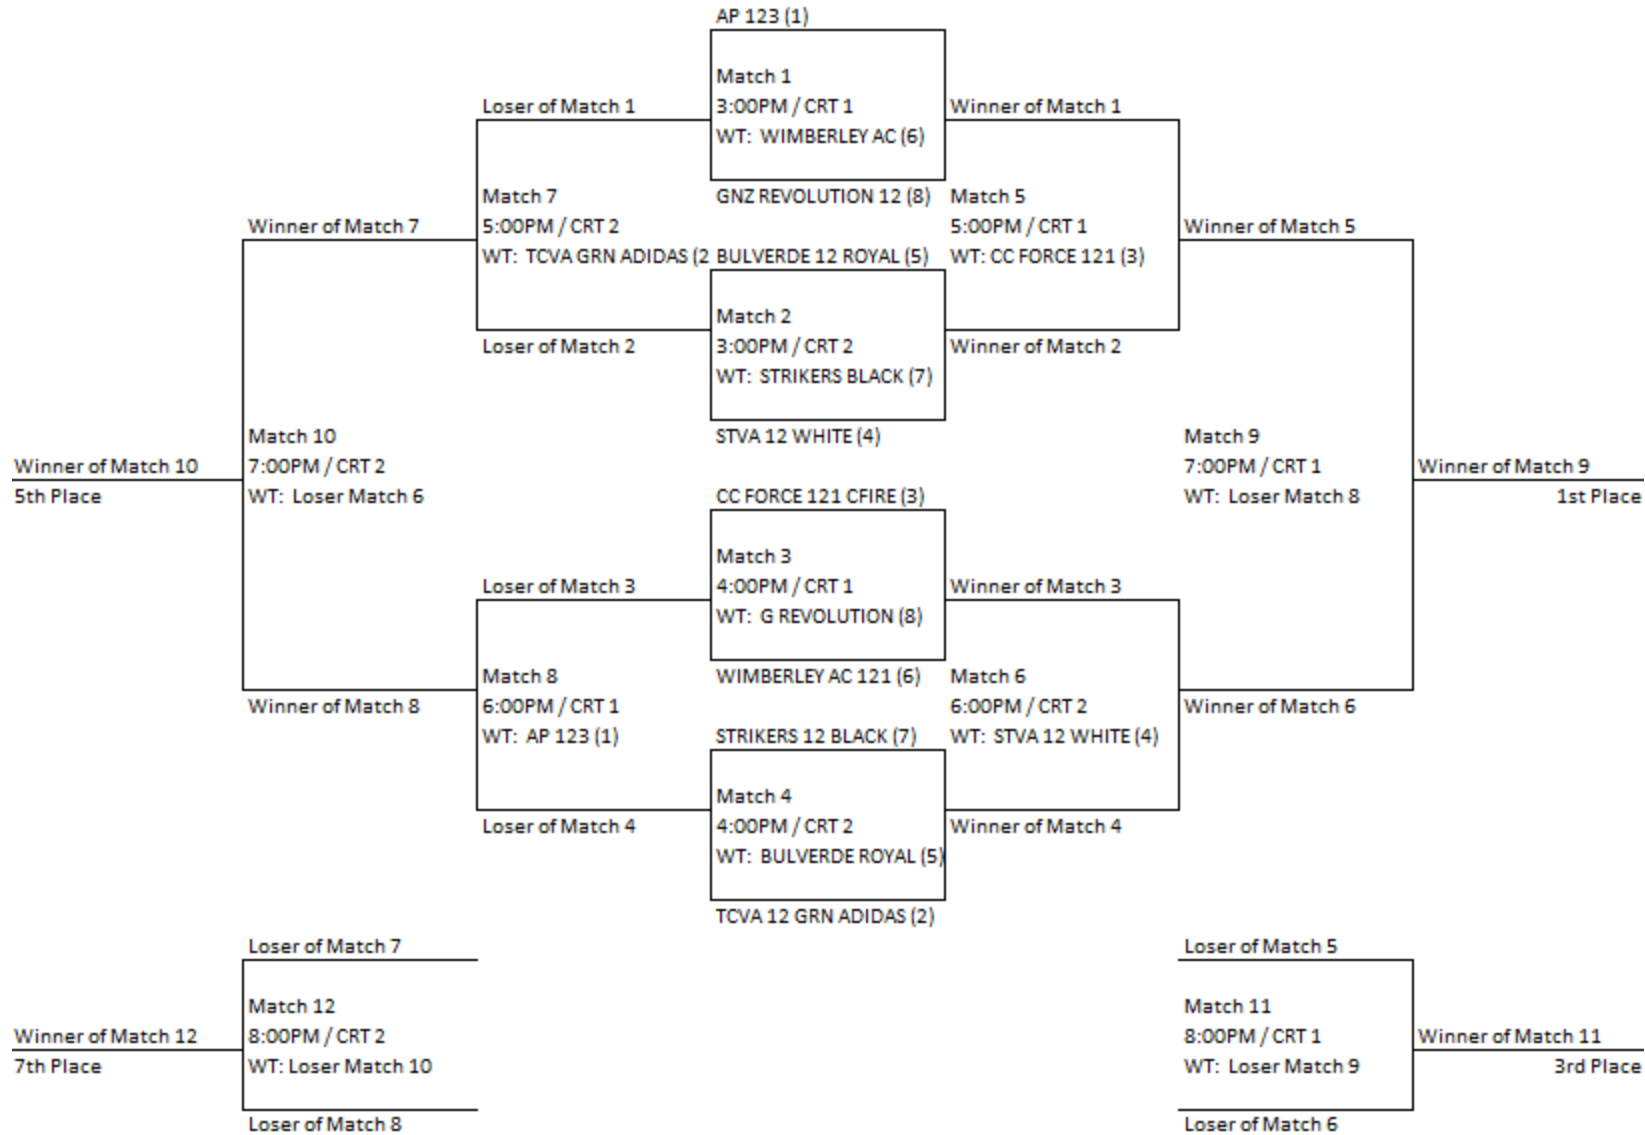 AP 123 (1)
Match 1
3:00PM / CRT 1
WT:  WIMBERLEY AC (6)
GNZ REVOLUTION 12 (8)
Loser of Match 1
Winner of Match 1
Match 7
5:00PM / CRT 2
WT:  TCVA GRN ADIDAS (2
Match 5
5:00PM / CRT 1
WT: CC FORCE 121 (3)
Winner of Match 7
Winner of Match 5
BULVERDE 12 ROYAL (5)
Match 2
3:00PM / CRT 2
WT:  STRIKERS BLACK (7)
STVA 12 WHITE (4)
Loser of Match 2
Winner of Match 2
Match 10
7:00PM / CRT 2
WT:  Loser Match 6
Winner of Match 10
5th Place
Match 9
7:00PM / CRT 1
WT:  Loser Match 8
Winner of Match 9
1st Place
CC FORCE 121 CFIRE (3)
Match 3
4:00PM / CRT 1
WT:  G REVOLUTION (8)
WIMBERLEY AC 121 (6)
Loser of Match 3
Winner of Match 3
Match 8
6:00PM / CRT 1
WT:  AP 123 (1)
Match 6
6:00PM / CRT 2
WT:  STVA 12 WHITE (4)
Winner of Match 8
Winner of Match 6
STRIKERS 12 BLACK (7)
Match 4
4:00PM / CRT 2
WT:  BULVERDE ROYAL (5)
TCVA 12 GRN ADIDAS (2)
Loser of Match 4
Winner of Match 4
Loser of Match 7
Match 12
8:00PM / CRT 2
WT: Loser Match 10
Loser of Match 8
Winner of Match 12
7th Place
Loser of Match 5
Match 11
8:00PM / CRT 1
WT:  Loser Match 9
Loser of Match 6
Winner of Match 11
3rd Place